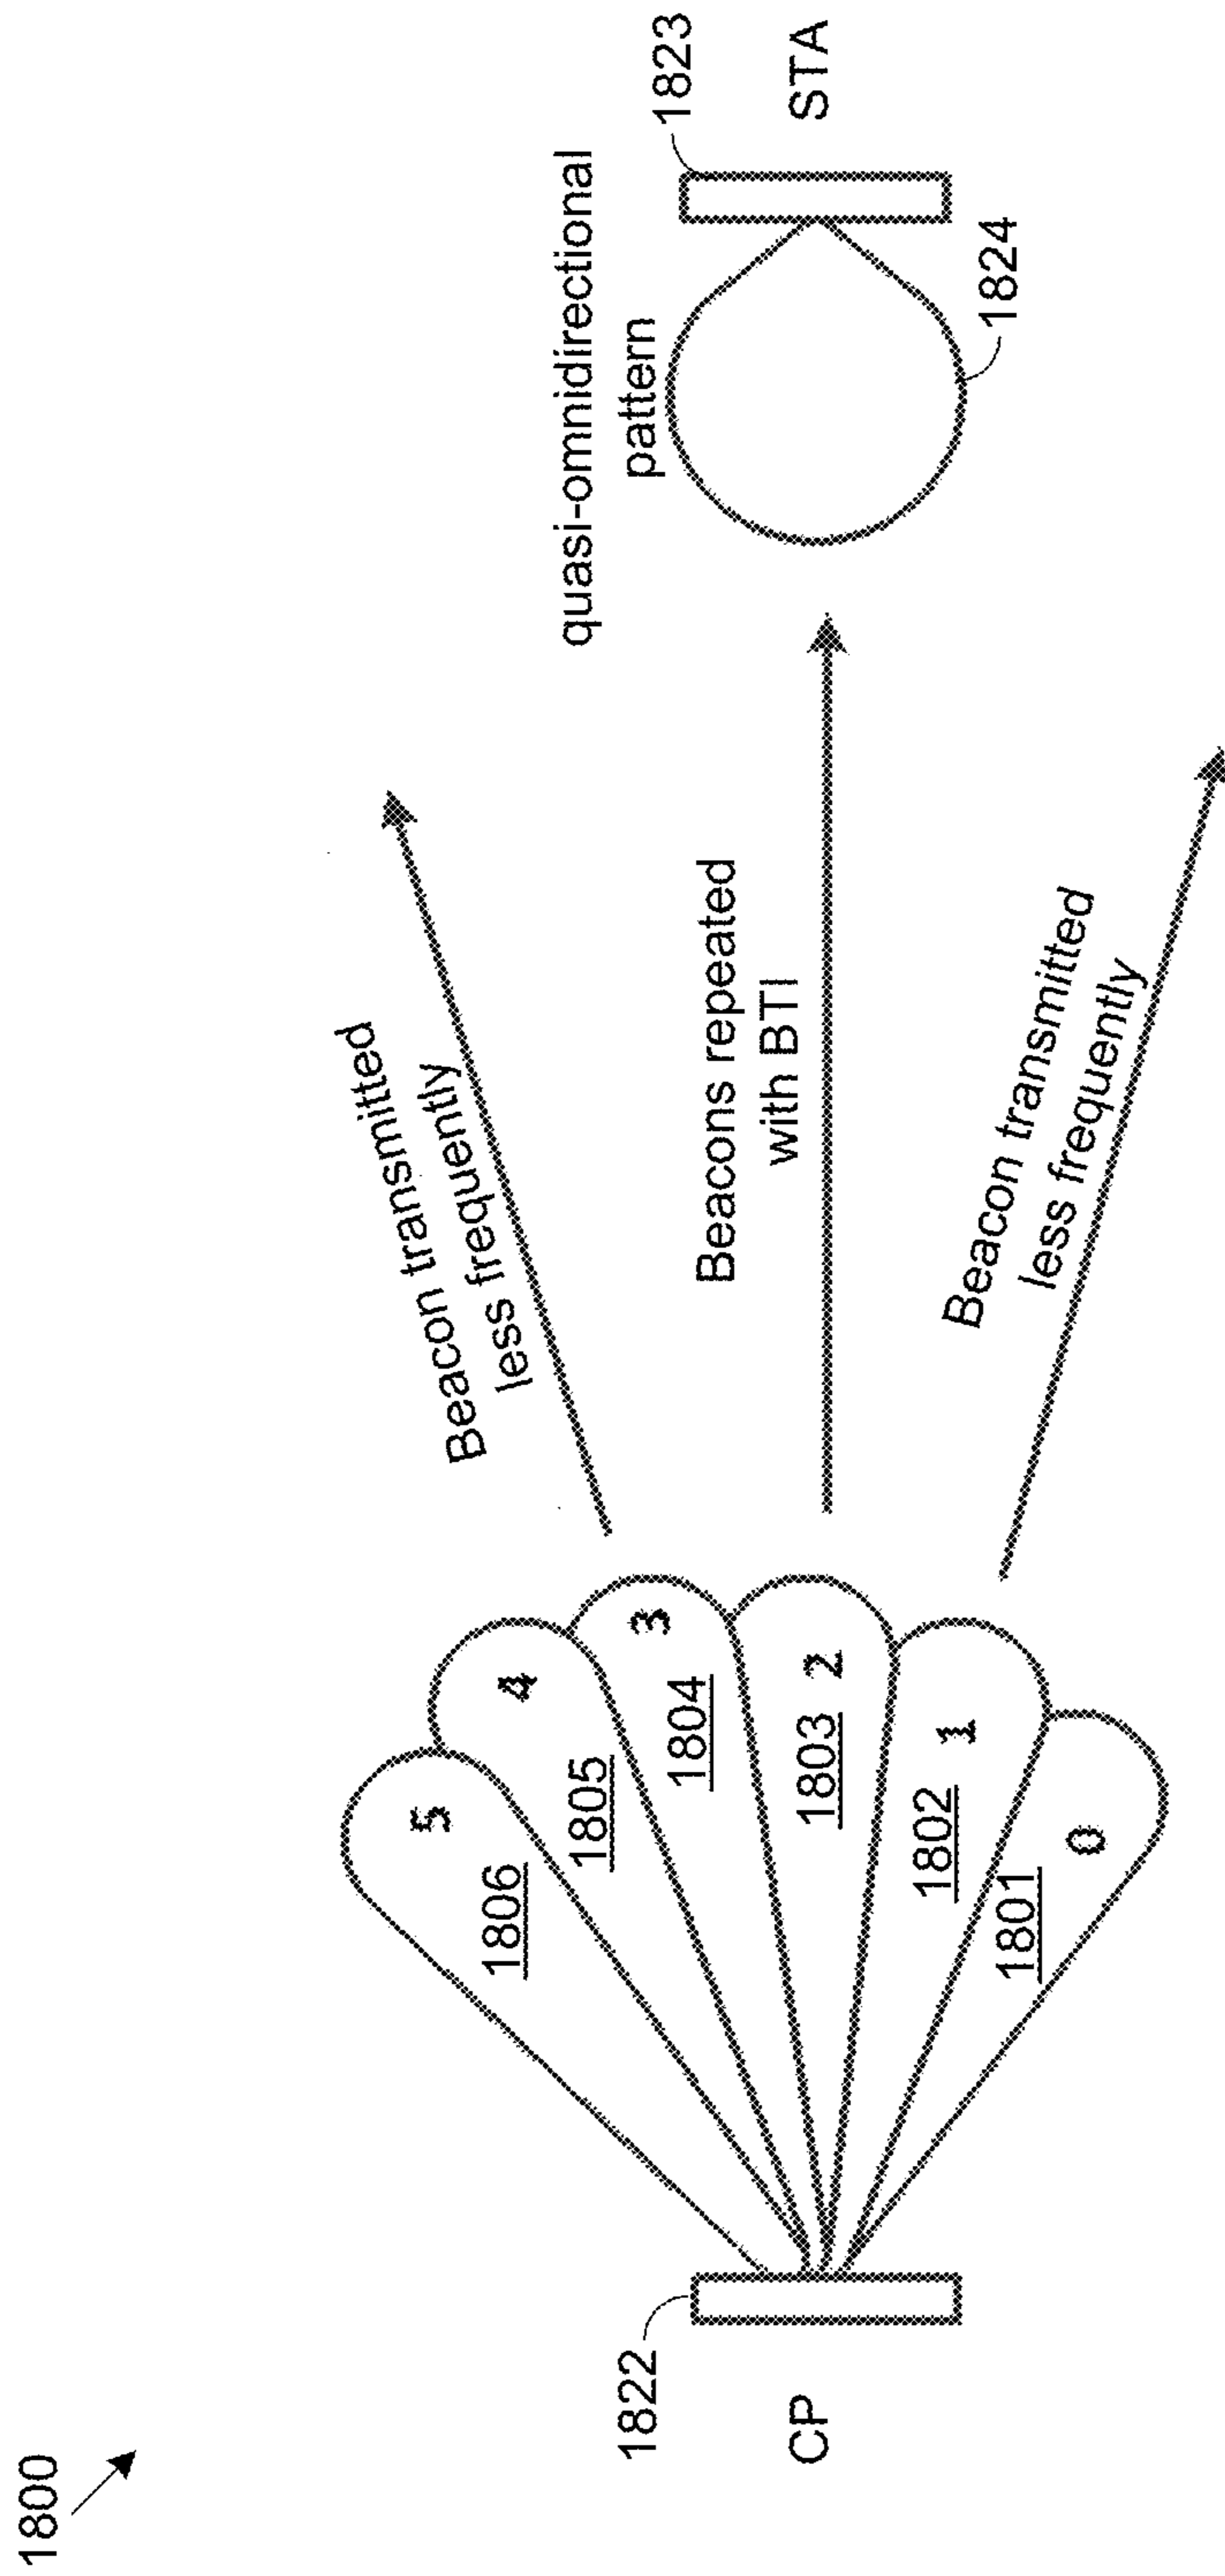 1800
1822
CP
5
1806
4
1805
3
1804
2
1803
1
1802
0
1801
Beacon transmitted
less frequently
Beacons repeated
with BTI
Beacon transmitted
less frequently
quasi-omnidirectional
pattern
1823
STA
1824